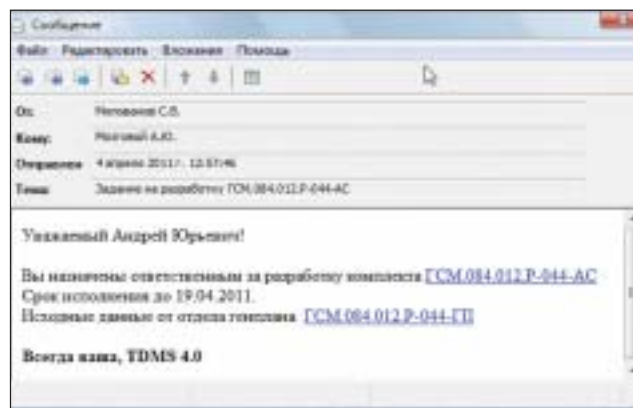 Сообщение
Файл Редактировать Вложения Помощь
От: Милованов С.В.
Кому: Мозговой А.Ю.
Отправлен 4 апреля 2011 г. 12:57:46
Тема: Задание на разработку ГСМ.084.012.Р-044-АС
Уважаемый Андрей Юрьевич!
Вы назначены ответственным за разработку комплекта ГСМ.084.012.Р-044-АС
Срок исполнения до 19.04.2011.
Исходные данные от отдела генплана ГСМ.084.012.Р-044-ГП
Всегда ваша, TDMS 4.0